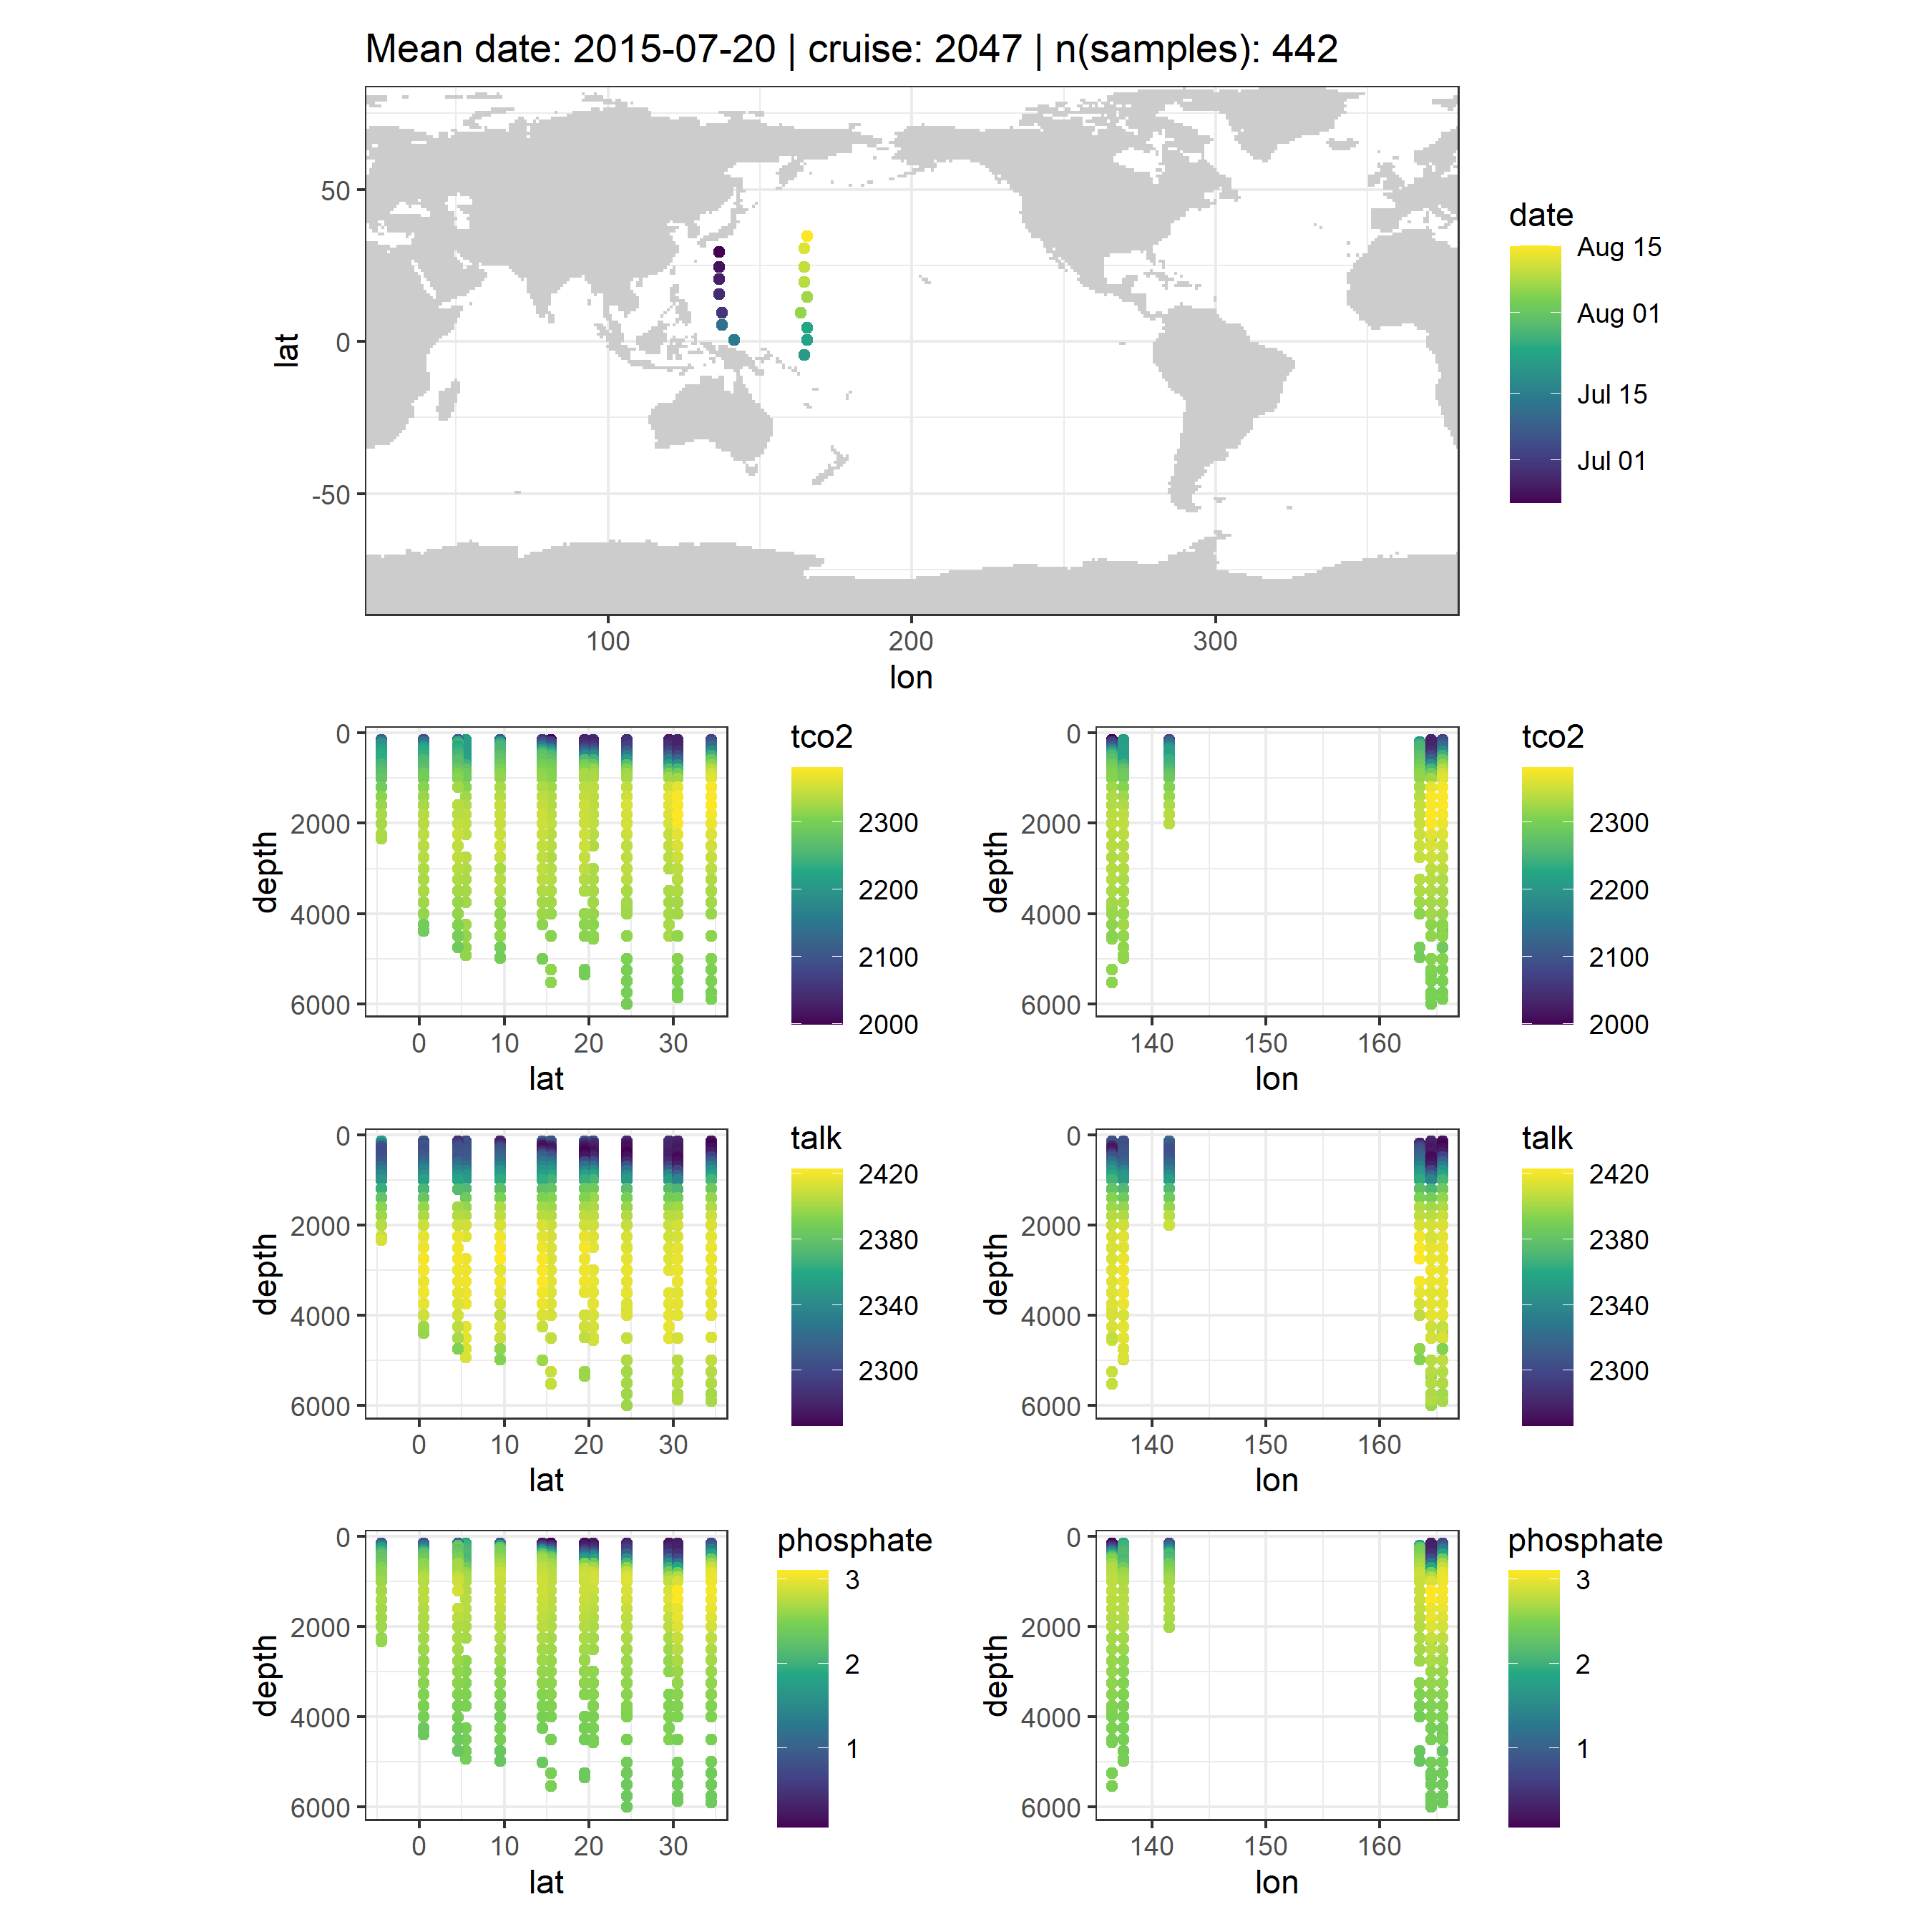 Mean date: 2015-07-20 | cruise: 2047 | n(samples): 442
lat
50
0
-50
100 200 300
lon
date
Aug 15
Aug 01
Jul 15
Jul 01
depth
0
2000
4000
6000
0 10 20 30
lat
tco2
2300
2200
2100
2000
depth
0
2000
4000
6000
140 150 160
lon
tco2
2300
2200
2100
2000
depth
0
2000
4000
6000
0 10 20 30
lat
talk
2420
2380
2340
2300
depth
0
2000
4000
6000
140 150 160
lon
talk
2420
2380
2340
2300
depth
0
2000
4000
6000
0 10 20 30
lat
phosphate
3
2
1
depth
0
2000
4000
6000
140 150 160
lon
phosphate
3
2
1